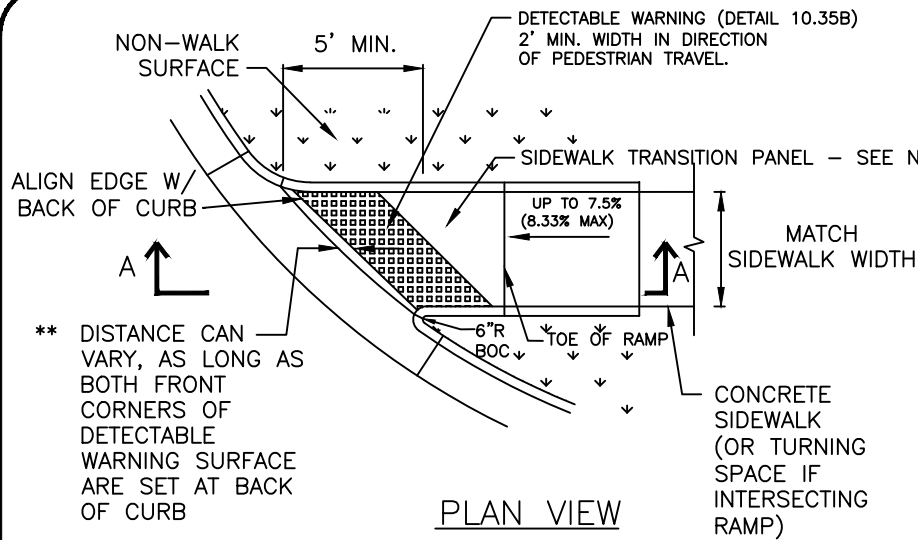 DETECTABLE WARNING (DETAIL 10.35B)
2' MIN. WIDTH IN DIRECTION
OF PEDESTRIAN TRAVEL.
NON-WALK
SURFACE
5' MIN.
SIDEWALK TRANSITION PANEL - SEE N
ALIGN EDGE W/
BACK OF CURB
UP TO 7.5%
(8.33% MAX)
MATCH
SIDEWALK WIDTH
A
A
** DISTANCE CAN
VARY, AS LONG AS
BOTH FRONT
CORNERS OF
DETECTABLE
WARNING SURFACE
ARE SET AT BACK
OF CURB
6"R
BOC
TOE OF RAMP
CONCRETE
SIDEWALK
(OR TURNING
SPACE IF
INTERSECTING
RAMP)
PLAN VIEW